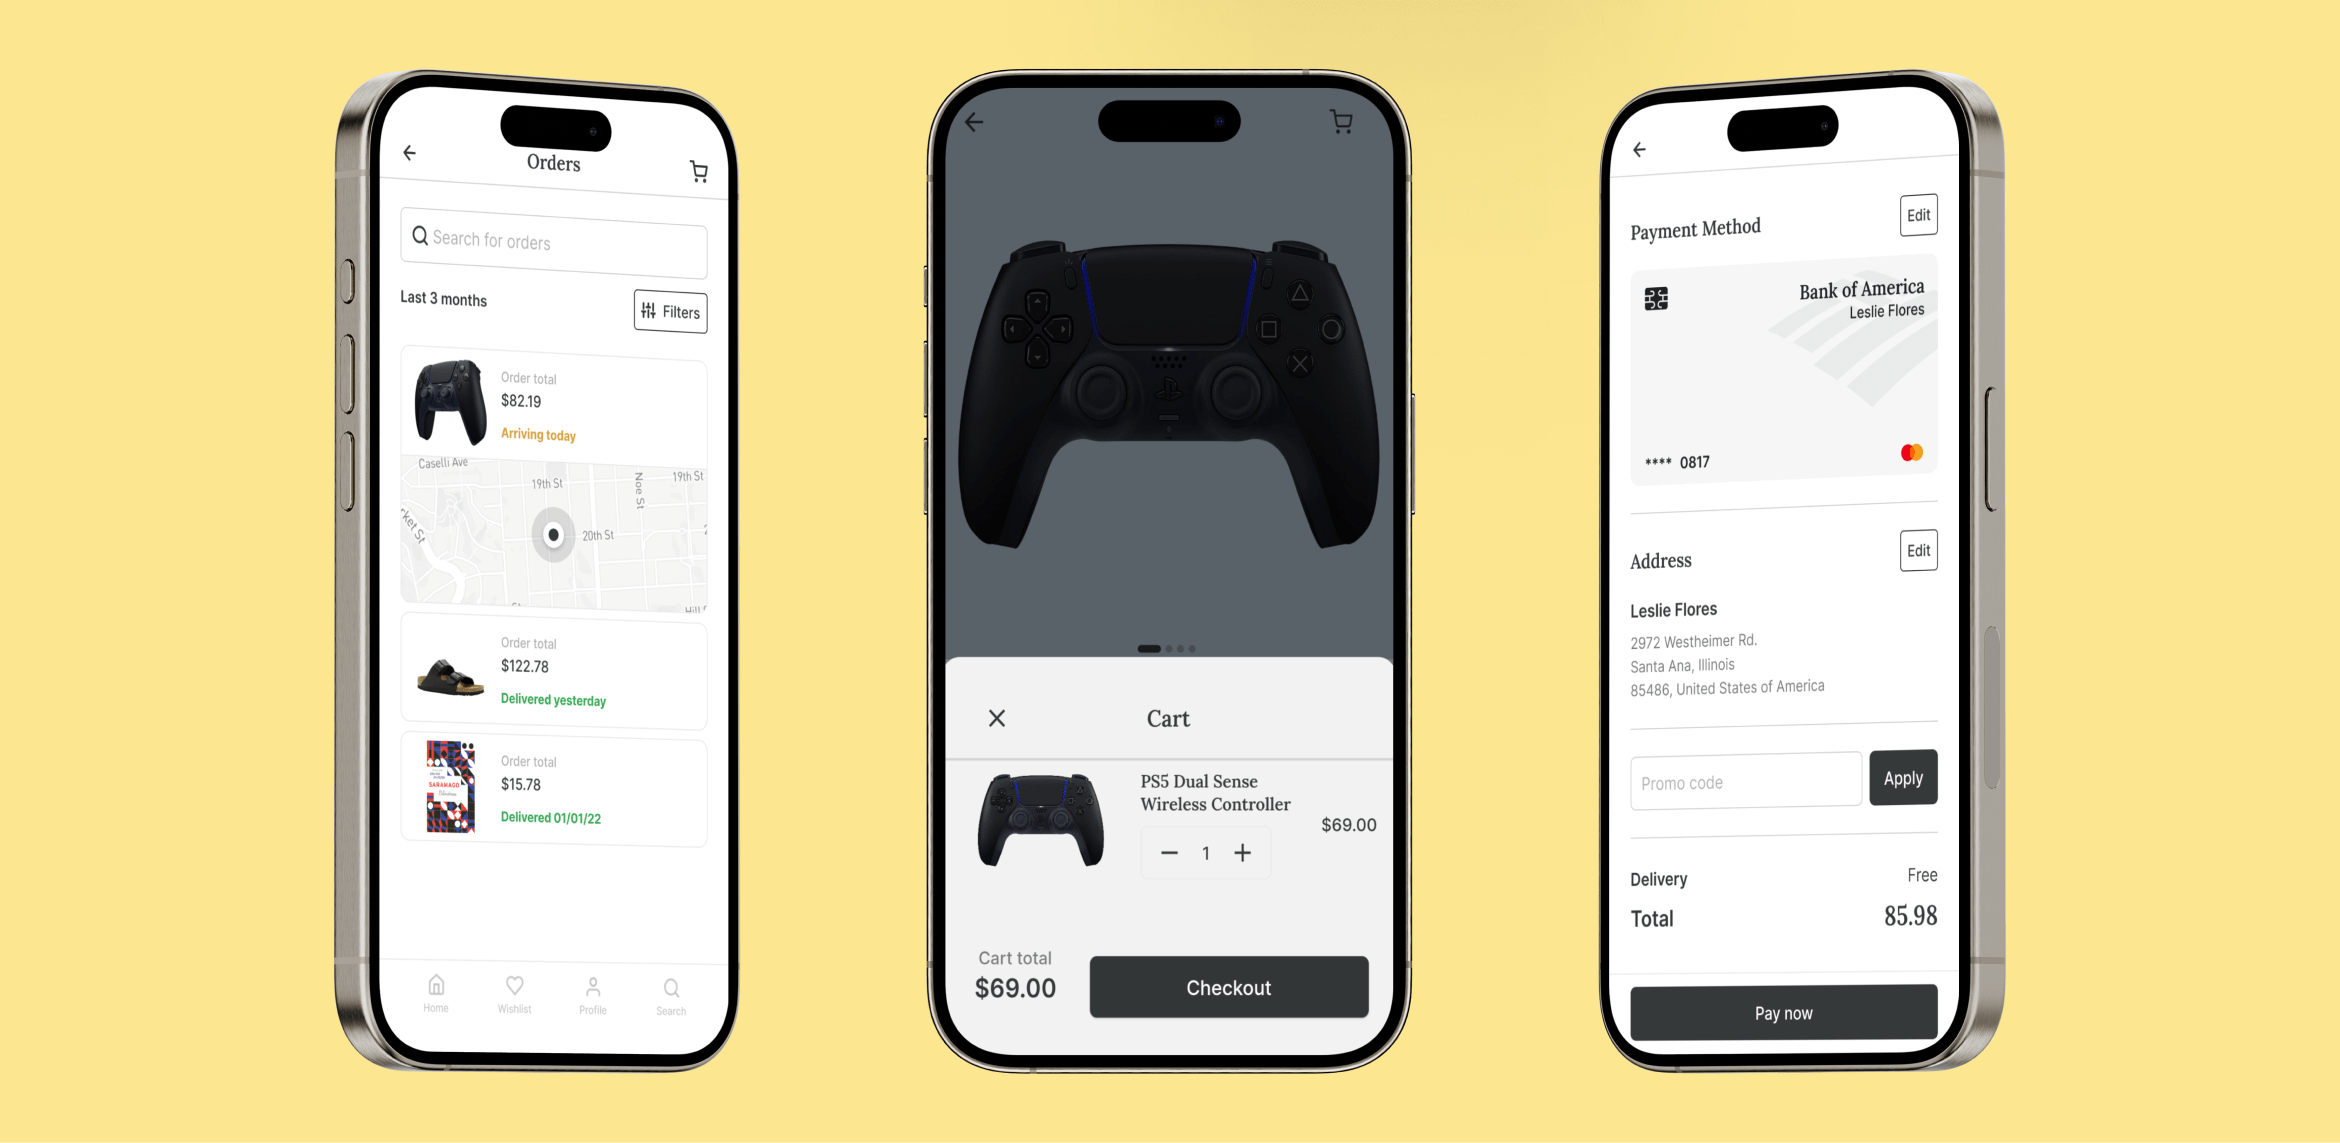 Orders
Search for orders
Last 3 months
Filters
Order total
$82.19
Arriving today
Caselli Ave
19th St
Noe St
19th St
20th St
Order total
$122.78
Delivered yesterday
SARAMAGO
Order total
$15.78
Delivered 01/01/22
Home
Wishlist
Profile
Search
Cart
PS5 Dual Sense
Wireless Controller
$69.00
1
Cart total
$69.00
Checkout
Payment Method
Edit
Bank of America
Leslie Flores
**** 0817
Address
Edit
Leslie Flores
2972 Westheimer Rd.
Santa Ana, Illinois
85486, United States of America
Promo code
Apply
Delivery
Free
Total
85.98
Pay now